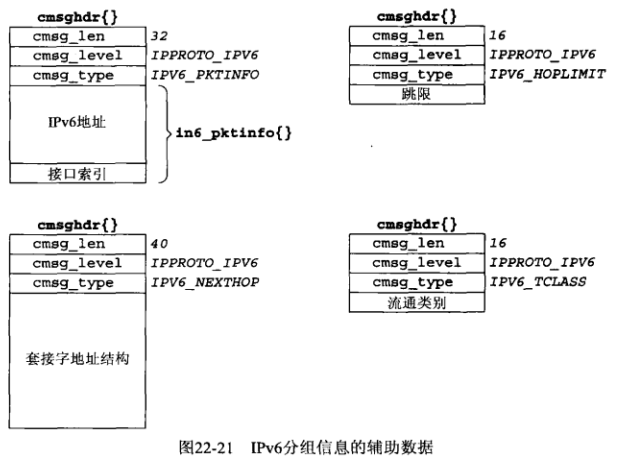 cmsghdr{}
cmsg_len 32
cmsg_level IPPROTO_IPV6
cmsg_type IPV6_PKTINFO
IPv6地址
接口索引
in6_pktinfo{}
cmsghdr{}
cmsg_len 16
cmsg_level IPPROTO_IPV6
cmsg_type IPV6_HOPLIMIT
跳限
cmsghdr{}
cmsg_len 40
cmsg_level IPPROTO_IPV6
cmsg_type IPV6_NEXTHOP
套接字地址结构
cmsghdr{}
cmsg_len 16
cmsg_level IPPROTO_IPV6
cmsg_type IPV6_TCLASS
流通类别
图22-21 IPv6分组信息的辅助数据